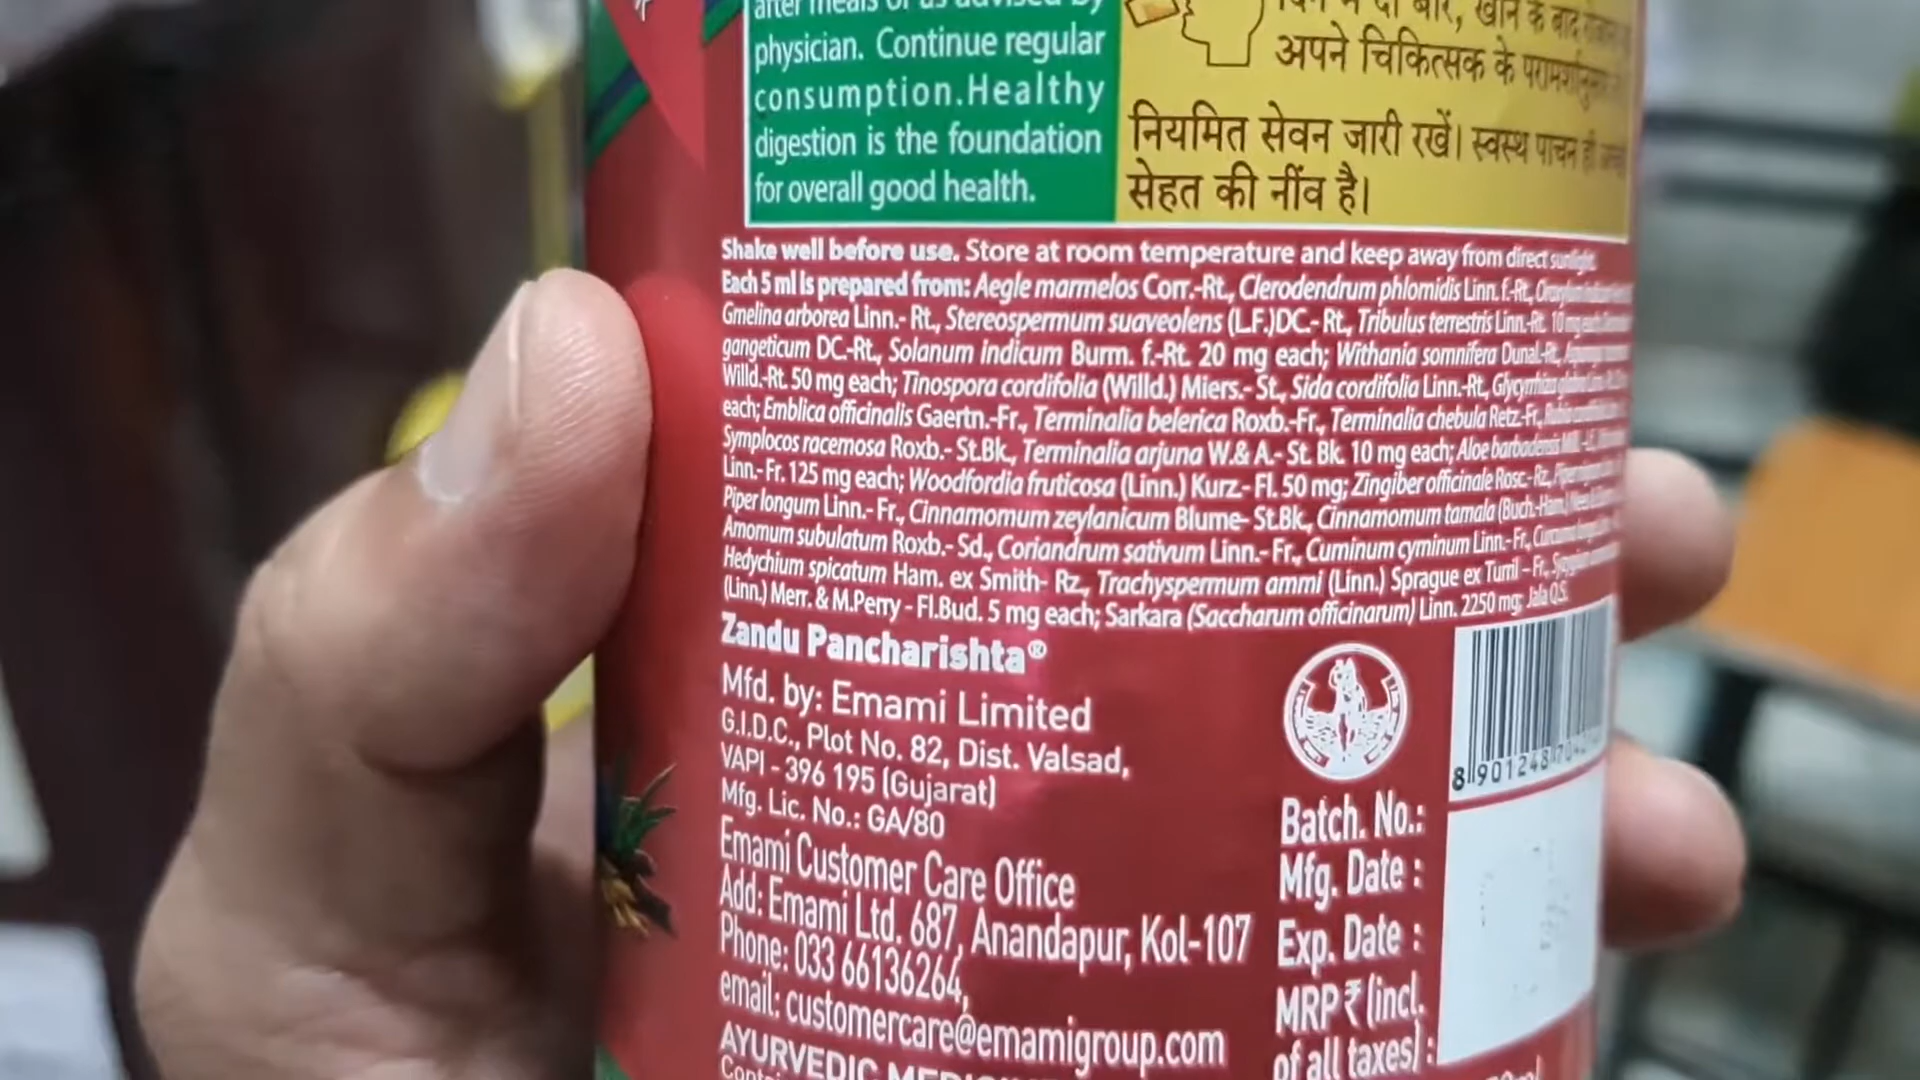 after meals or as advised by
physician. Continue regular
consumption.Healthy
digestion is the foundation
for overall good health.
दिन में दो बार, खाने के बाद
अपने चिकित्सक के परामर्शानुसार
नियमित सेवन जारी रखें। स्वस्थ पाचन ही
सेहत की नींव है।
Shake well before use. Store at room temperature and keep away from direct sunlight.
Each 5 ml is prepared from: Aegle marmelos Corr.-Rt., Clerodendrum phlomidis Linn. f.-Rt.,
Gmelina arborea Linn.- Rt., Stereospermum suaveolens (L.F.)DC.- Rt., Tribulus terrestris Linn.-Rt. 10 mg each;
gangeticum DC.-Rt., Solanum indicum Burm. f.-Rt. 20 mg each; Withania somnifera Dunal.-Rt.,
Willd.-Rt. 50 mg each; Tinospora cordifolia (Willd.) Miers.- St., Sida cordifolia Linn.-Rt., Glycyrrhiza glabra
each; Emblica officinalis Gaertn.-Fr., Terminalia belerica Roxb.-Fr., Terminalia chebula Retz.-Fr.,
Symplocos racemosa Roxb.- St.Bk., Terminalia arjuna W.& A.- St. Bk. 10 mg each; Aloe barbadensis Mill.
Linn.- Fr. 125 mg each; Woodfordia fruticosa (Linn.) Kurz.- Fl. 50 mg; Zingiber officinale Rosc.- Rz.,
Piper longum Linn.- Fr., Cinnamomum zeylanicum Blume- St.Bk., Cinnamomum tamala (Buch.-Ham.)
Amomum subulatum Roxb.- Sd., Coriandrum sativum Linn.- Fr., Cuminum cyminum Linn.- Fr.,
Hedychium spicatum Ham. ex Smith- Rz., Trachyspermum ammi (Linn.) Sprague ex Turril – Fr.,
(Linn.) Merr. & M.Perry - Fl.Bud. 5 mg each; Sarkara (Saccharum officinarum) Linn. 2250 mg; Jala Q.S.
Zandu Pancharishta®
Mfd. by: Emami Limited
G.I.D.C., Plot No. 82, Dist. Valsad,
VAPI - 396 195 (Gujarat)
Mfg. Lic. No.: GA/80
Emami Customer Care Office
Add: Emami Ltd. 687, Anandapur, Kol-107
Phone: 033 66136264,
email: customercare@emamigroup.com
AYURVEDIC
8 901248
Batch. No.:
Mfg. Date :
Exp. Date :
MRP ₹ (incl.
of all taxes) :